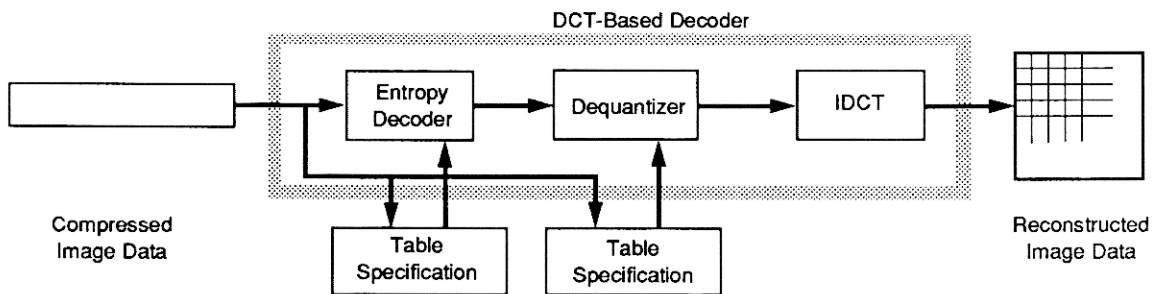 DCT-Based Decoder
Entropy
Decoder
Dequantizer
IDCT
Compressed
Image Data
Table
Specification
Table
Specification
Reconstructed
Image Data